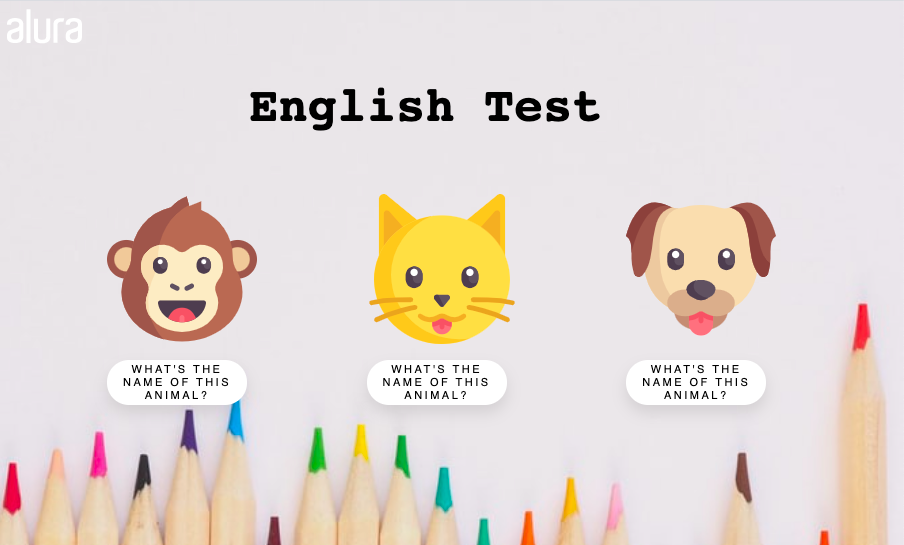 alura
English Test
WHAT'S THE
NAME OF THIS
ANIMAL?
WHAT'S THE
NAME OF THIS
ANIMAL?
WHAT'S THE
NAME OF THIS
ANIMAL?